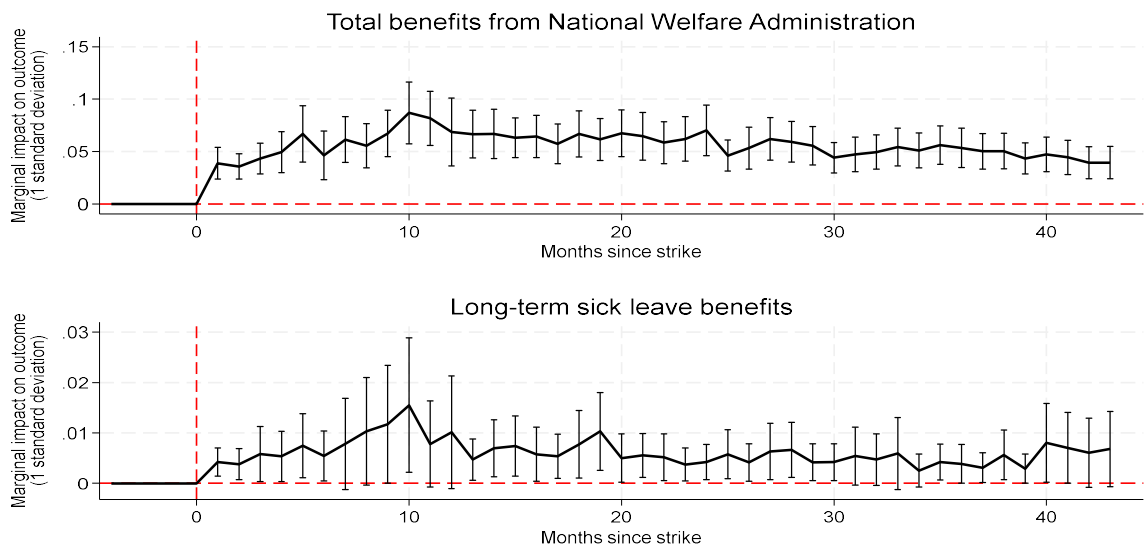 Total benefits from National Welfare Administration
Marginal impact on outcome
(1 standard deviation)
.15
.1
.05
0
0
10
20
30
40
Months since strike
Long-term sick leave benefits
Marginal impact on outcome
(1 standard deviation)
.03
.02
.01
0
0
10
20
30
40
Months since strike